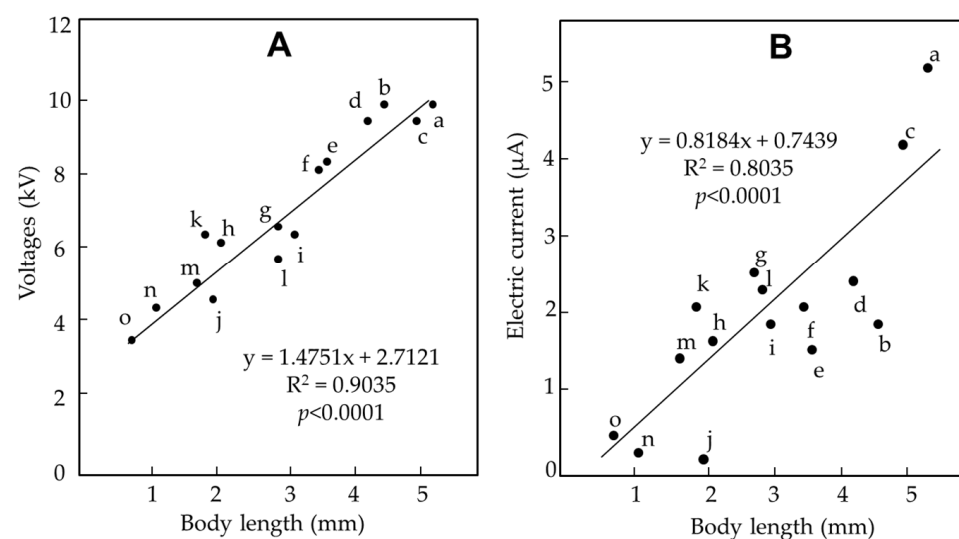 A
12
10
8
6
4
2
0
Voltages (kV)
a
b
c
d
e
f
g
h
i
j
k
l
m
n
o
y = 1.4751x + 2.7121
R² = 0.9035
p<0.0001
1 2 3 4 5
Body length (mm)
B
5
4
3
2
1
0
Electric current (µA)
y = 0.8184x + 0.7439
R² = 0.8035
p<0.0001
a
c
g
l
k
h
m
i
f
e
d
b
o
n
j
1 2 3 4 5
Body length (mm)